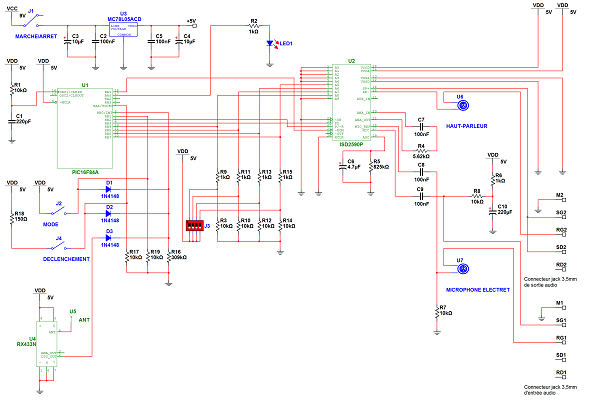 VCC
9V
J1
MARCHE/ARRET
U3
MC78L05ACD
+5V
C3
10µF
C2
100nF
C5
100nF
C4
10µF
R2
1kΩ
LED1
VDD
5V
VDD
5V
VDD
5V
VDD
5V
R1
10kΩ
C1
220pF
U1
PIC16F84A
U2
ISD2590P
U6
HAUT-PARLEUR
C7
100nF
R4
5.62kΩ
C8
100nF
C9
100nF
C6
4.7µF
R5
625kΩ
VDD
5V
R6
1kΩ
R8
10kΩ
C10
220µF
VDD
5V
R9
1kΩ
R11
1kΩ
R13
1kΩ
R15
1kΩ
J3
R3
10kΩ
R10
10kΩ
R12
10kΩ
R14
10kΩ
VDD
5V
VDD
5V
R18
150Ω
J2
MODE
J4
DECLENCHEMENT
D1
1N4148
D2
1N4148
D3
1N4148
R17
10kΩ
R19
10kΩ
R16
309kΩ
U7
MICROPHONE ELECTRET
R7
10kΩ
VDD
5V
U5
ANT
U4
RX433N
M2
SG2
RG2
SD2
RD2
Connecteur jack 3,5mm
de sortie audio
M1
SG1
RG1
SD1
RD1
Connecteur jack 3,5mm
d'entrée audio